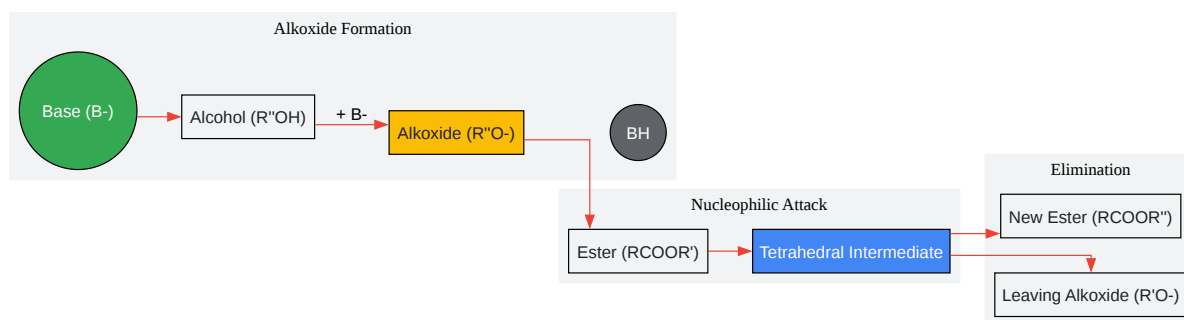 Alkoxide Formation
Base (B-)
Alcohol (R"OH)
+ B-
Alkoxide (R"O-)
BH
Nucleophilic Attack
Ester (RCOOR')
Tetrahedral Intermediate
Elimination
New Ester (RCOOR")
Leaving Alkoxide (R'O-)